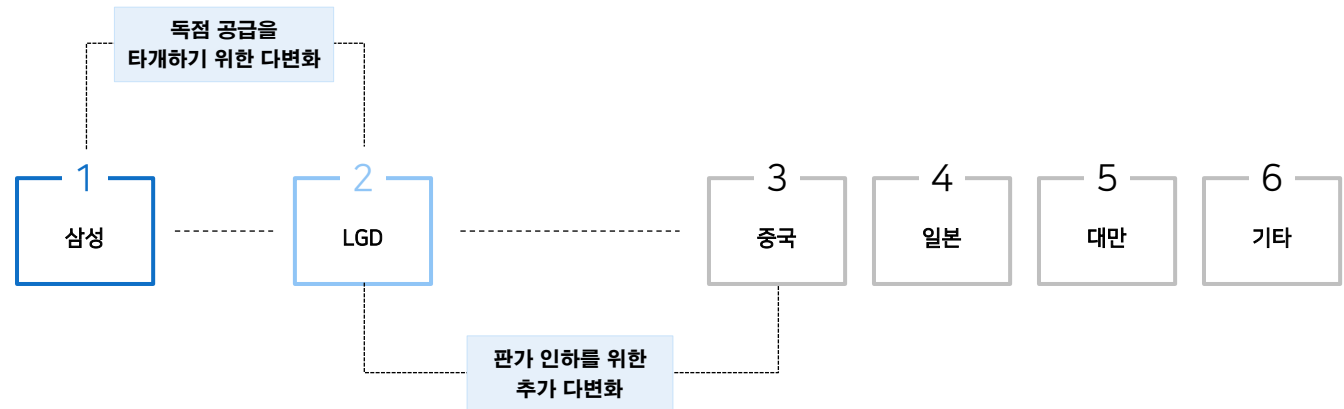 독점 공급을
타개하기 위한 다변화
1
삼성
2
LGD
3
중국
4
일본
5
대만
6
기타
판가 인하를 위한
추가 다변화